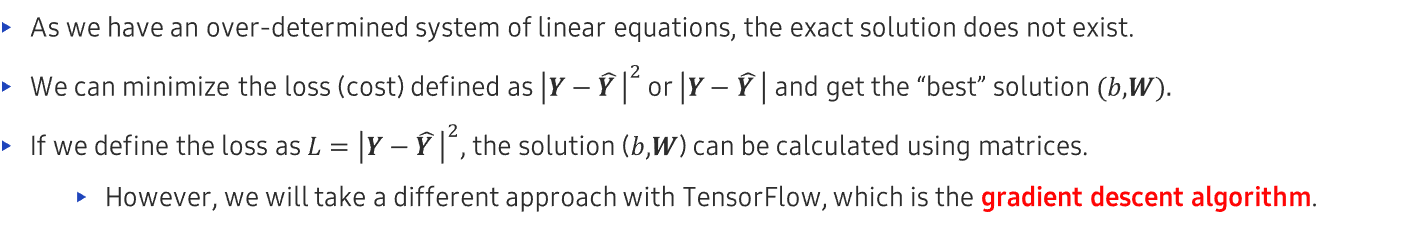 ▸ As we have an over-determined system of linear equations, the exact solution does not exist.
▸ We can minimize the loss (cost) defined as |Y − Ŷ|² or |Y − Ŷ| and get the “best” solution (b,W).
▸ If we define the loss as L = |Y − Ŷ|², the solution (b,W) can be calculated using matrices.
▸ However, we will take a different approach with TensorFlow, which is the gradient descent algorithm.